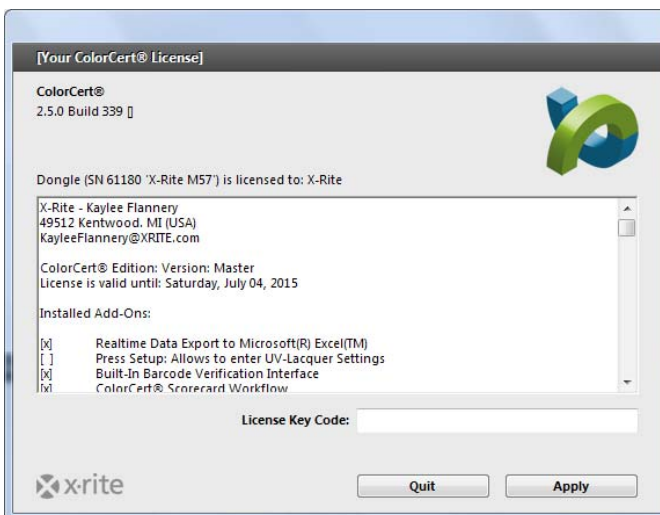 [Your ColorCert® License]
ColorCert®
2.5.0 Build 339 []
Dongle (SN 61180 'X-Rite M57') is licensed to: X-Rite
X-Rite - Kaylee Flannery
49512 Kentwood. MI (USA)
KayleeFlannery@XRITE.com
ColorCert® Edition: Version: Master
License is valid until: Saturday, July 04, 2015
Installed Add-Ons:
[x] Realtime Data Export to Microsoft(R) Excel(TM)
[ ] Press Setup: Allows to enter UV-Lacquer Settings
[x] Built-In Barcode Verification Interface
[x] ColorCert® Scorecard Workflow
License Key Code:
x·rite
Quit Apply